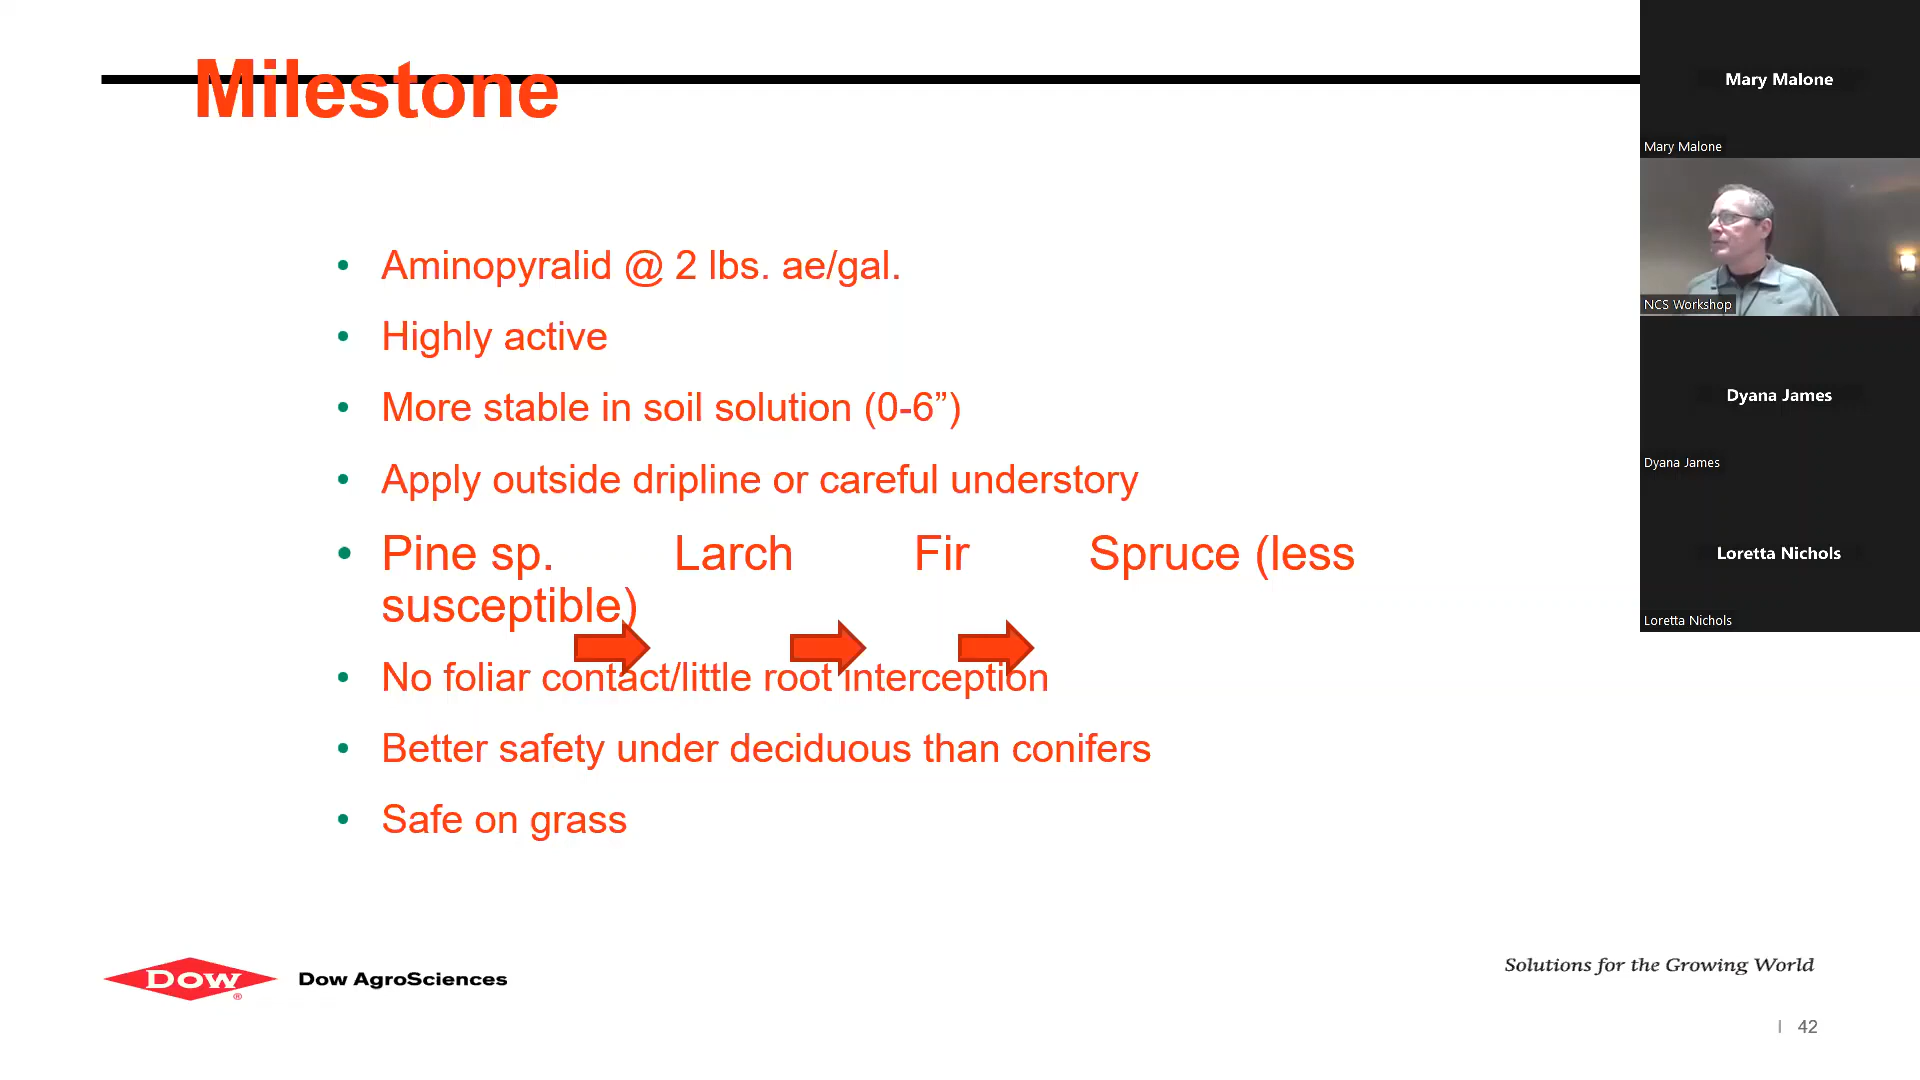 Milestone
• Aminopyralid @ 2 lbs. ae/gal.
• Highly active
• More stable in soil solution (0-6”)
• Apply outside dripline or careful understory
• Pine sp. Larch Fir Spruce (less
susceptible)
• No foliar contact/little root interception
• Better safety under deciduous than conifers
• Safe on grass
DOW®
Dow AgroSciences
Solutions for the Growing World
| 42
Mary Malone
Mary Malone
NCS Workshop
Dyana James
Dyana James
Loretta Nichols
Loretta Nichols